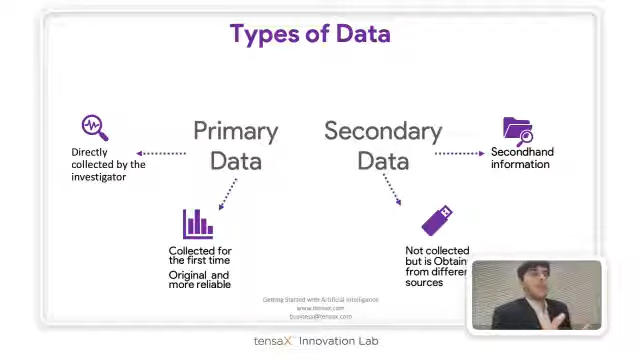 Types of Data
Primary
Data
Directly
collected by the
investigator
Collected for
the first time
Original and
more reliable
Secondary
Data
Secondhand
information
Not collected
but is Obtain
from differen
sources
Getting Started with Artificial Intelligence
www.tensax.com
business@tensax.com
tensaX Innovation Lab